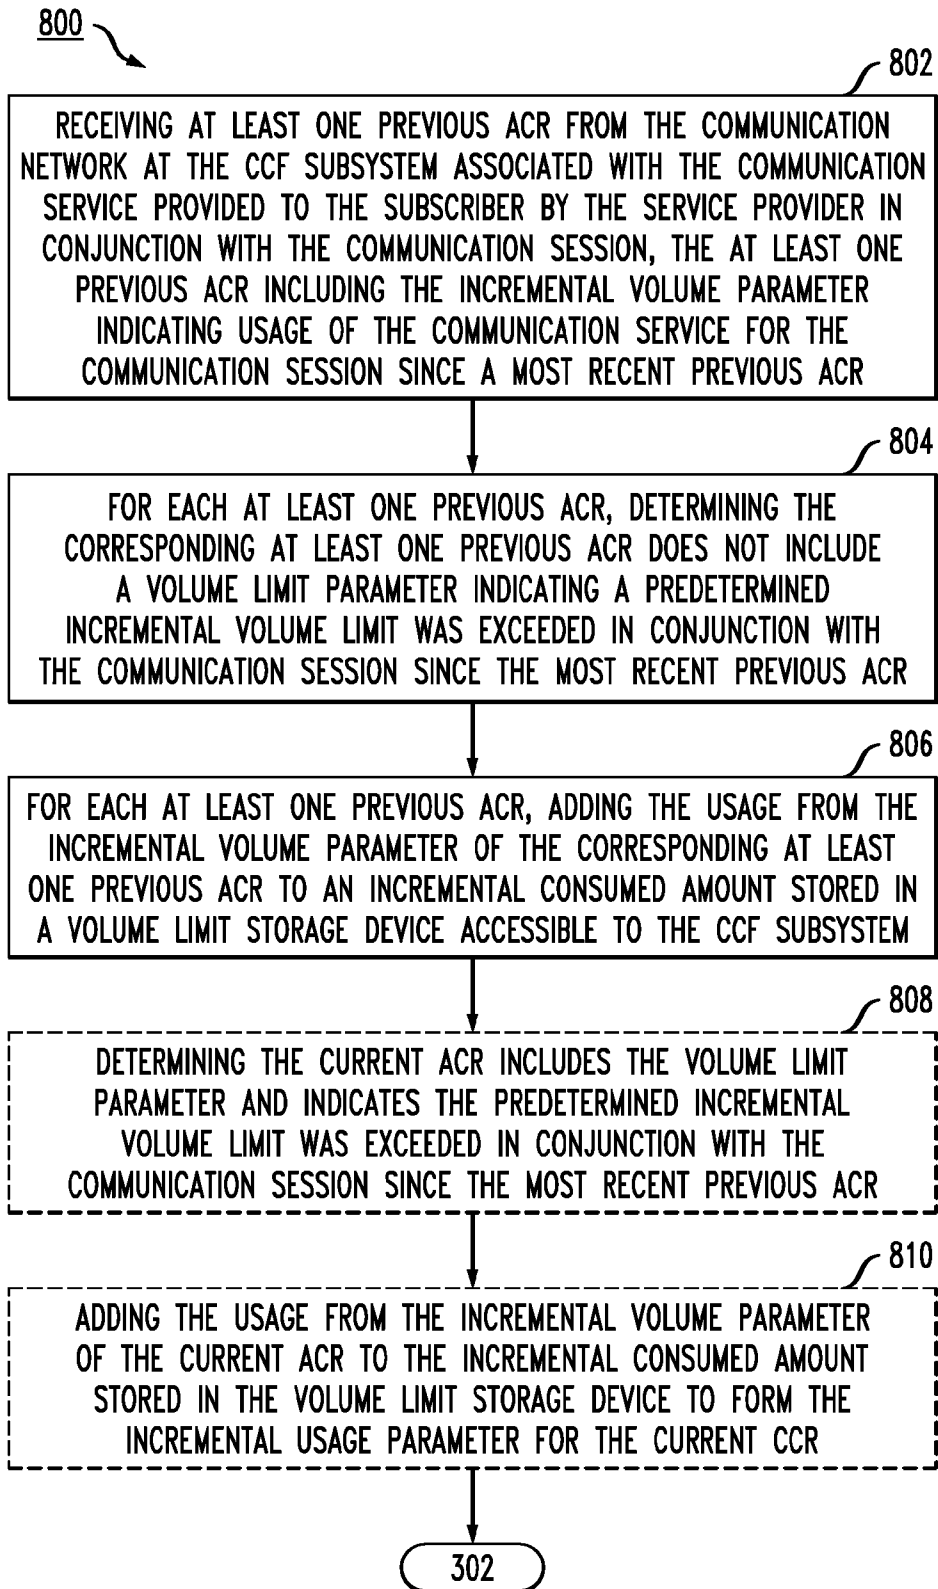 800
802
RECEIVING AT LEAST ONE PREVIOUS ACR FROM THE COMMUNICATION
NETWORK AT THE CCF SUBSYSTEM ASSOCIATED WITH THE COMMUNICATION
SERVICE PROVIDED TO THE SUBSCRIBER BY THE SERVICE PROVIDER IN
CONJUNCTION WITH THE COMMUNICATION SESSION, THE AT LEAST ONE
PREVIOUS ACR INCLUDING THE INCREMENTAL VOLUME PARAMETER
INDICATING USAGE OF THE COMMUNICATION SERVICE FOR THE
COMMUNICATION SESSION SINCE A MOST RECENT PREVIOUS ACR
804
FOR EACH AT LEAST ONE PREVIOUS ACR, DETERMINING THE
CORRESPONDING AT LEAST ONE PREVIOUS ACR DOES NOT INCLUDE
A VOLUME LIMIT PARAMETER INDICATING A PREDETERMINED
INCREMENTAL VOLUME LIMIT WAS EXCEEDED IN CONJUNCTION WITH
THE COMMUNICATION SESSION SINCE THE MOST RECENT PREVIOUS ACR
806
FOR EACH AT LEAST ONE PREVIOUS ACR, ADDING THE USAGE FROM THE
INCREMENTAL VOLUME PARAMETER OF THE CORRESPONDING AT LEAST
ONE PREVIOUS ACR TO AN INCREMENTAL CONSUMED AMOUNT STORED IN
A VOLUME LIMIT STORAGE DEVICE ACCESSIBLE TO THE CCF SUBSYSTEM
808
DETERMINING THE CURRENT ACR INCLUDES THE VOLUME LIMIT
PARAMETER AND INDICATES THE PREDETERMINED INCREMENTAL
VOLUME LIMIT WAS EXCEEDED IN CONJUNCTION WITH THE
COMMUNICATION SESSION SINCE THE MOST RECENT PREVIOUS ACR
810
ADDING THE USAGE FROM THE INCREMENTAL VOLUME PARAMETER
OF THE CURRENT ACR TO THE INCREMENTAL CONSUMED AMOUNT
STORED IN THE VOLUME LIMIT STORAGE DEVICE TO FORM THE
INCREMENTAL USAGE PARAMETER FOR THE CURRENT CCR
302